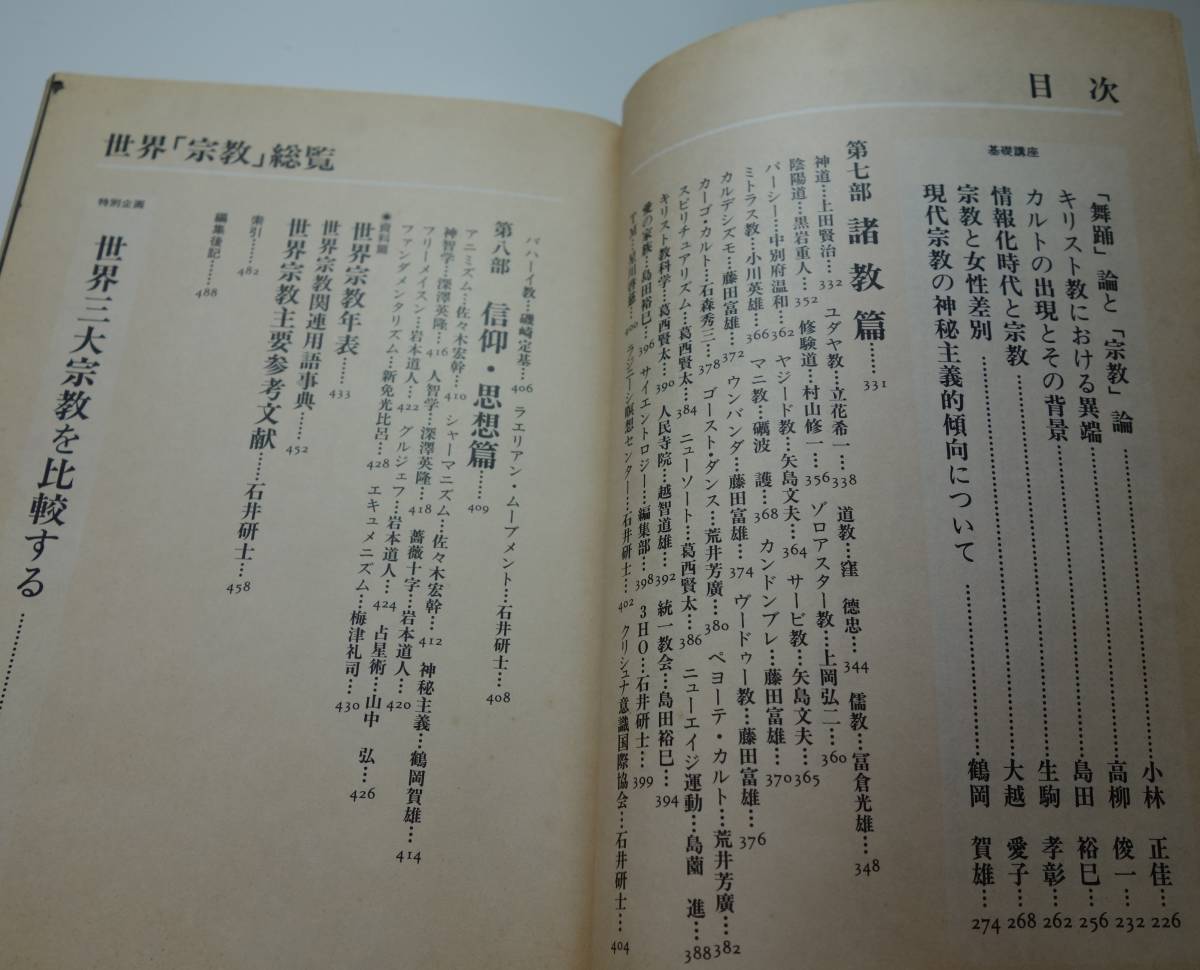 目次
基礎講座
「舞踊」論と「宗教」論……小林 正佳…226
キリスト教における異端……高柳 俊一…232
カルトの出現とその背景……島田 裕巳…256
情報化時代と宗教……生駒 孝彰…262
宗教と女性差別……大越 愛子…268
現代宗教の神秘主義的傾向について……鶴岡 賀雄…274
第七部 諸教篇……331
神道…上田賢治…332 ユダヤ教…立花希一…338 道教…窪 徳忠…344 儒教…冨倉光雄…348
陰陽道…黒岩重人…352 修験道…村山修一…356 ゾロアスター教…上岡弘二…360
パーシー…中別府温和…362 ヤジード教…矢島文夫…364 サービ教…矢島文夫…365
ミトラス教…小川英雄…366 マニ教…礪波 護…368 カンドンブレ…藤田富雄…370
カルデシズモ…藤田富雄…372 ウンバンダ…藤田富雄…374 ヴードゥー教…藤田富雄…376
カーゴ・カルト…石森秀三…378 ゴースト・ダンス…荒井芳廣…380 ペヨーテ・カルト…荒井芳廣…382
スピリチュアリズム…葛西賢太…384 ニューソート…葛西賢太…386 ニューエイジ運動…島薗 進…388
キリスト教科学…葛西賢太…390 人民寺院…越智道雄…392 統一教会…島田裕巳…394
愛の家族…島田裕巳…396 サイエントロジー…編集部…398 3HO…石井研士…399
TM…星川啓慈…400 ラジニーシ瞑想センター…石井研士…402 クリシュナ意識国際協会…石井研士…404
世界「宗教」総覧
バハーイ教…磯崎定基…406 ラエリアン・ムーブメント…石井研士…408
第八部 信仰・思想篇……409
アニミズム…佐々木宏幹…410 シャーマニズム…佐々木宏幹…412 神秘主義…鶴岡賀雄…414
神智学…深澤英隆…416 人智学…深澤英隆…418 薔薇十字…岩本道人…420
フリーメイスン…岩本道人…422 グルジェフ…岩本道人…424 占星術…山中 弘…426
ファンダメンタリズム…新免光比呂…428 エキュメニズム…梅津礼司…430
●資料篇
世界宗教年表……433
世界宗教関連用語事典……452
世界宗教主要参考文献……石井研士…458
索引……482
編集後記……488
特別企画
世界三大宗教を比較する……